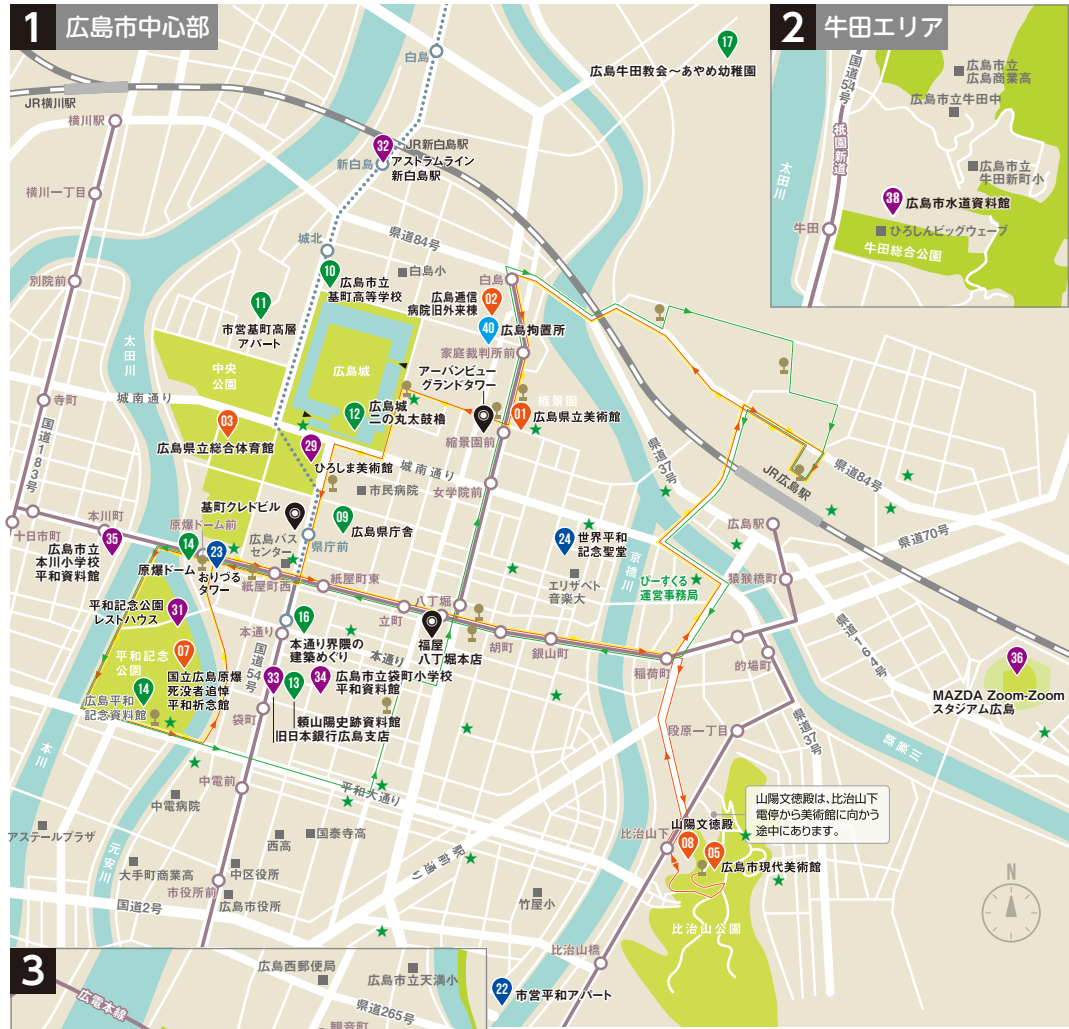 1 広島市中心部
2 牛田エリア
白島
17
広島牛田教会～あやめ幼稚園
国道54号
広島市立
広島商業高
広島市立牛田中
祇園新道
太田川
広島市立
牛田新町小
38
広島市水道資料館
牛田
ひろしんビッグウェーブ
牛田総合公園
JR横川駅
横川駅
32
JR新白島駅
新白島
アストラムライン
新白島駅
横川一丁目
県道84号
城北
10
広島市立
基町高等学校
白島小
白島
別院前
11
市営基町高層
アパート
広島逓信
病院旧外来棟
02
40
広島拘置所
太田川
家庭裁判所前
中央
公園
広島城
アーバンビュー
グランドタワー
縮景園
寺町
城南通り
国道183号
03
広島県立総合体育館
12
広島城
二の丸太鼓櫓
01
広島県立美術館
縮景園前
29
ひろしま美術館
城南通り
県道37号
JR広島駅
県道84号
市民病院
女学院前
基町クレドビル
09
広島県庁舎
本川町
原爆ドーム前
十日市町
35
広島市立
本川小学校
平和資料館
14
原爆ドーム
23
おりづる
タワー
広島バス
センター
県庁前
24
世界平和
記念聖堂
京橋川
広島駅
県道70号
紙屋町西
紙屋町東
エリザベト
音楽大
ぴーすくる
運営事務局
猿猴橋町
平和記念公園
レストハウス
31
16
本通り
本通り界隈の
建築めぐり
立町
八丁堀
福屋
八丁堀本店
胡町
銀山町
稲荷町
的場町
県道164号
平和記念
公園
07
国立広島原爆
死没者追悼
平和祈念館
国道54号
本通り
33
13
34
広島市立袋町小学校
平和資料館
36
MAZDA Zoom-Zoom
スタジアム広島
14
広島平和
記念資料館
袋町
頼山陽史跡資料館
旧日本銀行広島支店
県道37号
猿猴川
段原一丁目
本川
中電前
平和大通り
中電病院
山陽文徳殿は、比治山下
電停から美術館に向かう
途中にあります。
アステールプラザ
国泰寺高
西高
駅前通り
比治山下
山陽文徳殿
08
05
広島市現代美術館
元安川
大手町商業高
中区役所
市役所前
広島市役所
竹屋小
N
国道2号
比治山公園
比治山橋
3
広島西郵便局
広島市立天満小
22
市営平和アパート
広電本線
県道265号
観音町